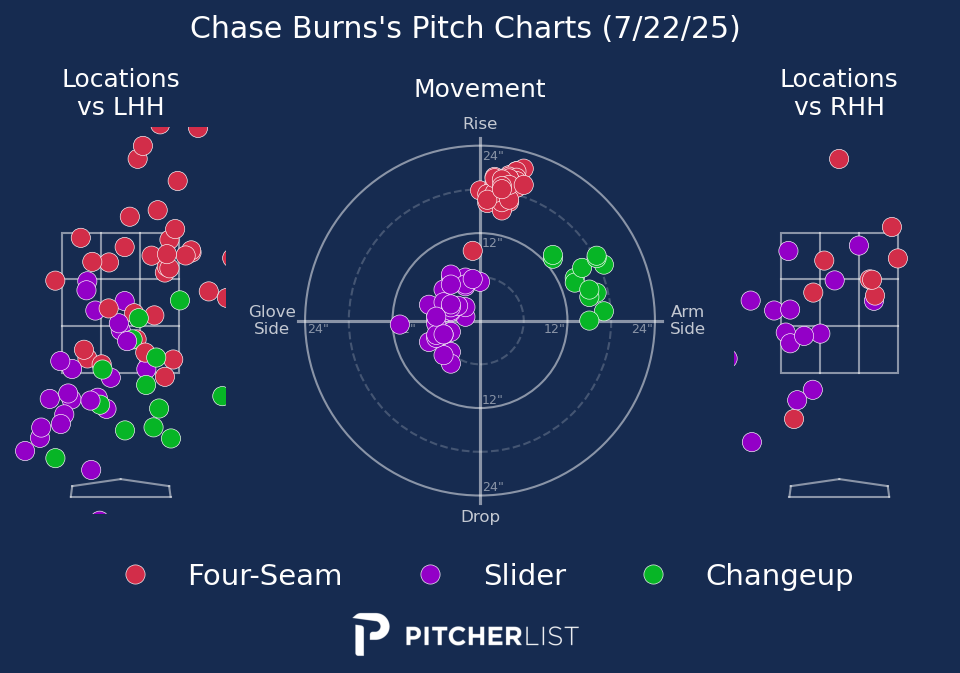 Chase Burns's Pitch Charts (7/22/25)
Locations
vs LHH
Movement
Locations
vs RHH
Rise
24"
12"
Glove
Side
24"
"
12"
24"
Arm
Side
12"
24"
Drop
Four-Seam
Slider
Changeup
PITCHERLIST